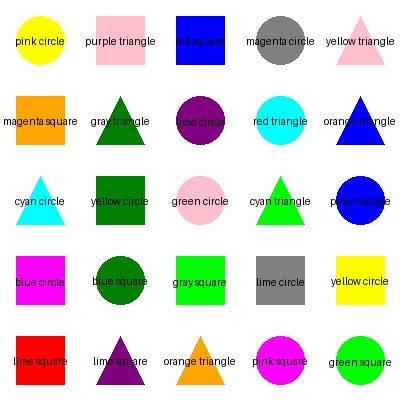 pink circle
purple triangle
red square
magenta circle
yellow triangle
magenta square
gray triangle
lime circle
red triangle
orange triangle
cyan circle
yellow circle
green circle
cyan triangle
pink triangle
blue circle
blue square
gray square
lime circle
yellow circle
lime square
lime square
orange triangle
pink square
green square